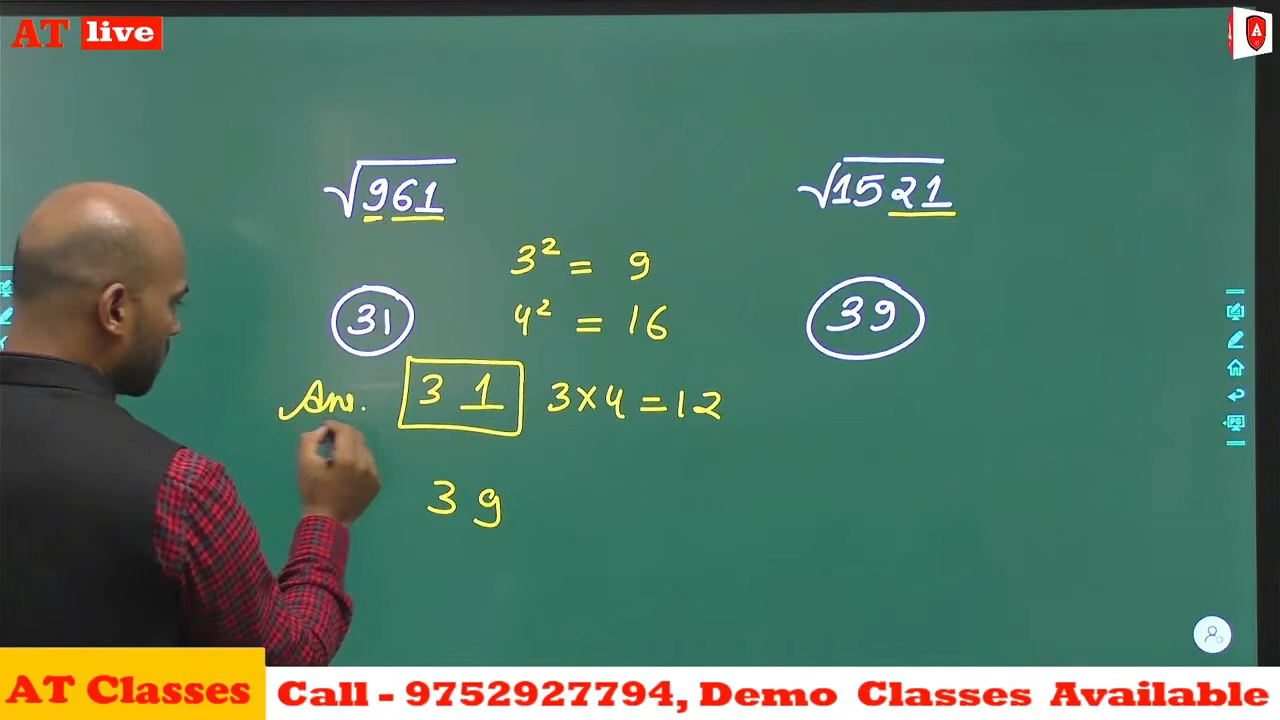 AT live
A
√961
√1521
3² = 9
31
4² = 16
39
Ans. 3 1 3×4=12
3 9
AT Classes Call - 9752927794, Demo Classes Available